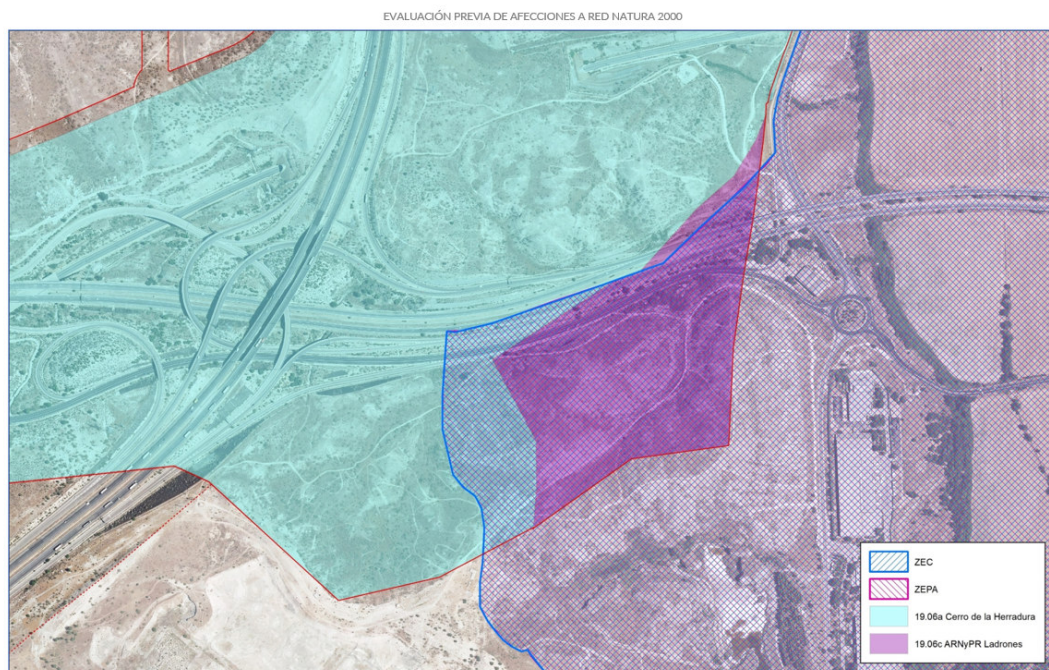 EVALUACIÓN PREVIA DE AFECCIONES A RED NATURA 2000
ZEC
ZEPA
19.06a Cerro de la Herradura
19.06c ARNyPR Ladrones